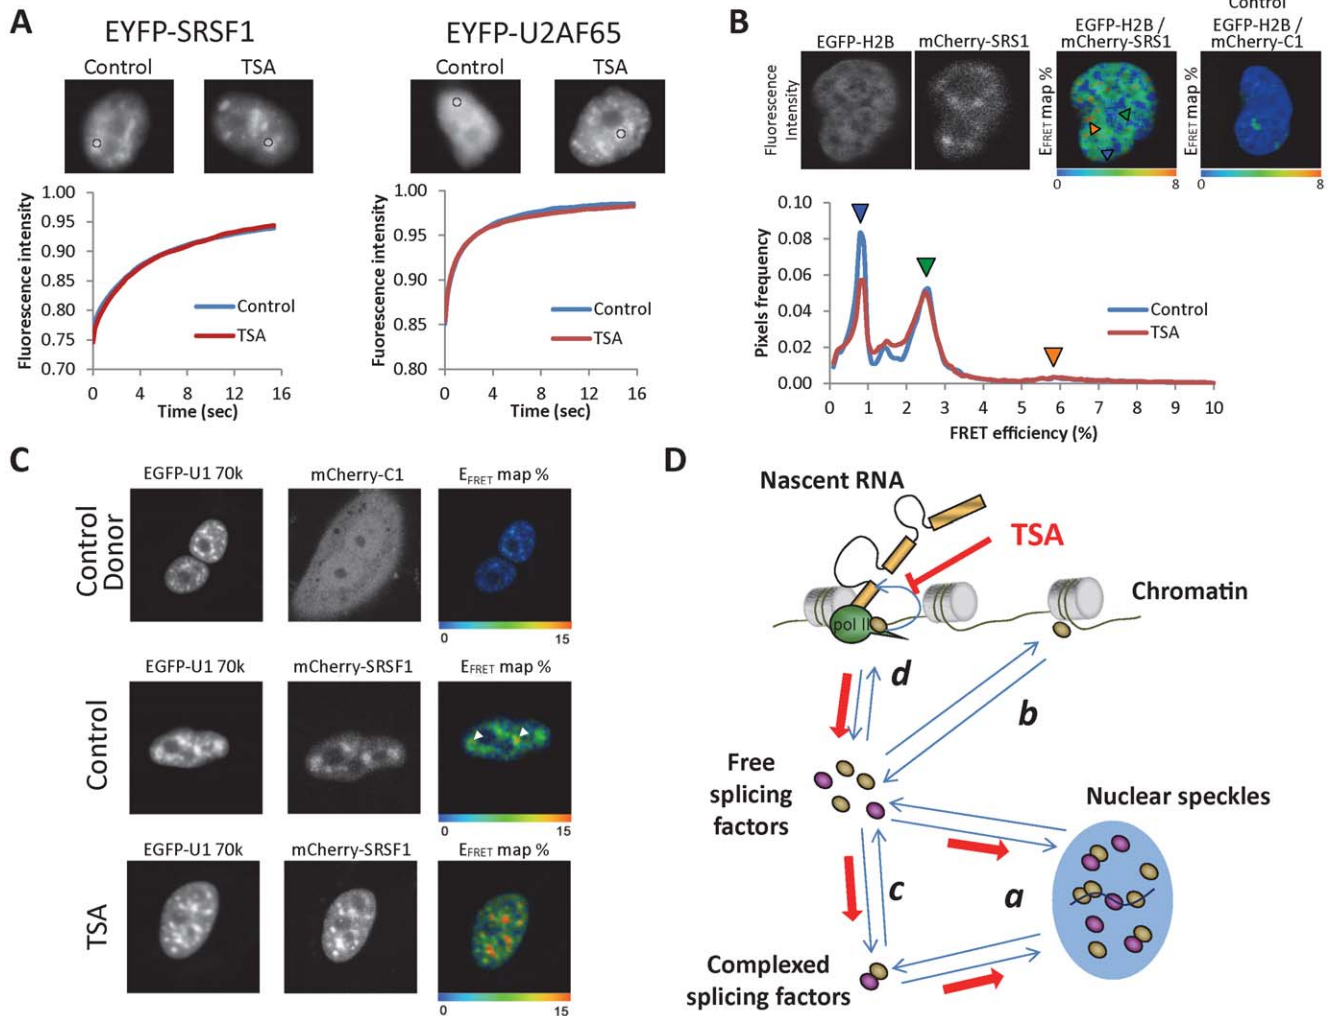 A
EYFP-SRSF1
Control
TSA
Fluorescence intensity
1.00
0.95
0.90
0.85
0.80
0.75
0.70
0
4
8
12
16
Time (sec)
Control
TSA
EYFP-U2AF65
Control
TSA
Fuorescence intensity
1.00
0.95
0.90
0.85
0.80
0
4
8
12
16
Time (sec)
Control
TSA
B
EGFP-H2B
mCherry-SRS1
EGFP-H2B /
mCherry-SRS1
Control
EGFP-H2B /
mCherry-C1
Fluorescence
Intensity
EFRET map %
0 8
EFRET map %
0 8
Pixels frequency
0.10
0.08
0.06
0.04
0.02
0.00
0 1 2 3 4 5 6 7 8 9 10
FRET efficiency (%)
Control
TSA
C
EGFP-U1 70k
mCherry-C1
EFRET map %
Control
Donor
0 15
EGFP-U1 70k
mCherry-SRSF1
EFRET map %
Control
0 15
EGFP-U1 70k
mCherry-SRSF1
EFRET map %
TSA
0 15
D
Nascent RNA
TSA
Chromatin
pol II
d
b
Free
splicing
factors
Nuclear speckles
c
a
Complexed
splicing factors